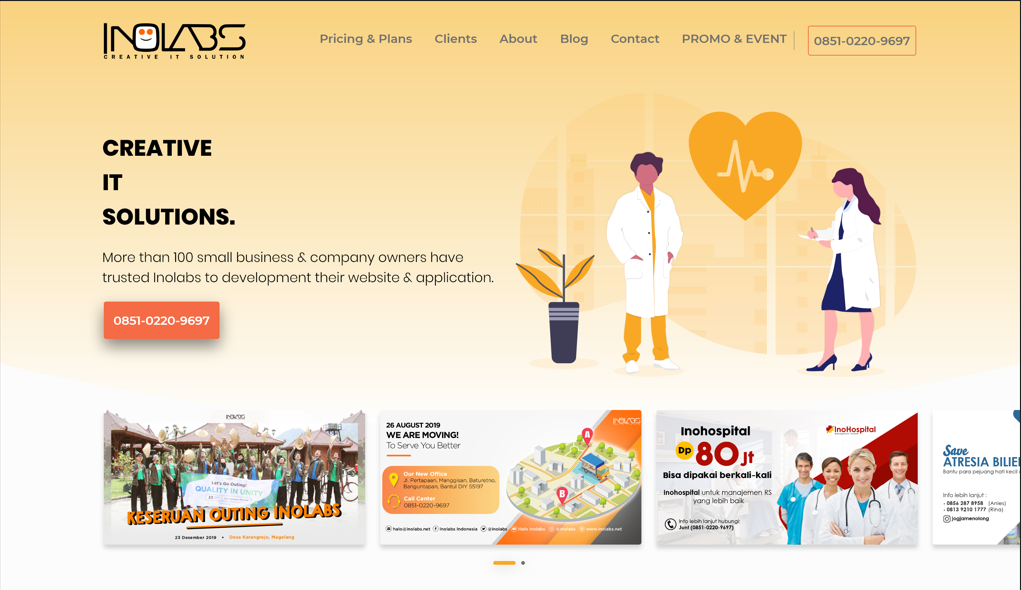 INOLABS
CREATIVE IT SOLUTION
Pricing & Plans
Clients
About
Blog
Contact
PROMO & EVENT
0851-0220-9697
CREATIVE
IT
SOLUTIONS.
More than 100 small business & company owners have
trusted Inolabs to development their website & application.
0851-0220-9697
INOLABS
Let's Go Outing!
QUALITY IN UNITY
KESERUAN OUTING INOLABS
23 Desember 2019 • Desa Karangrejo, Magelang
INOLABS
26 AUGUST 2019
WE ARE MOVING!
To Serve You Better
Our New Office
Jl. Pertapaan, Manggisan, Baturetno,
Banguntapan, Bantul DIY 55197
Call Center
0851-0220-9697
A
B
halo@inolabs.net
Inolabs Indonesia
@inolabs
Halo Inolabs
@inolabs
www.inolabs.net
InoHospital
Inohospital
Dp 80 Jt
Bisa dipakai berkali-kali
Inohospital untuk manajemen RS
yang lebih baik
Info lebih lanjut hubungi
Juni (0851-0220-9697)
Save
ATRESIA BILIE
Bantu para pejuang hati kecil
Info lebih lanjut :
- 0856 287 8958 (Anies)
- 0813 9210 1777 (Rina)
jogjamenolong